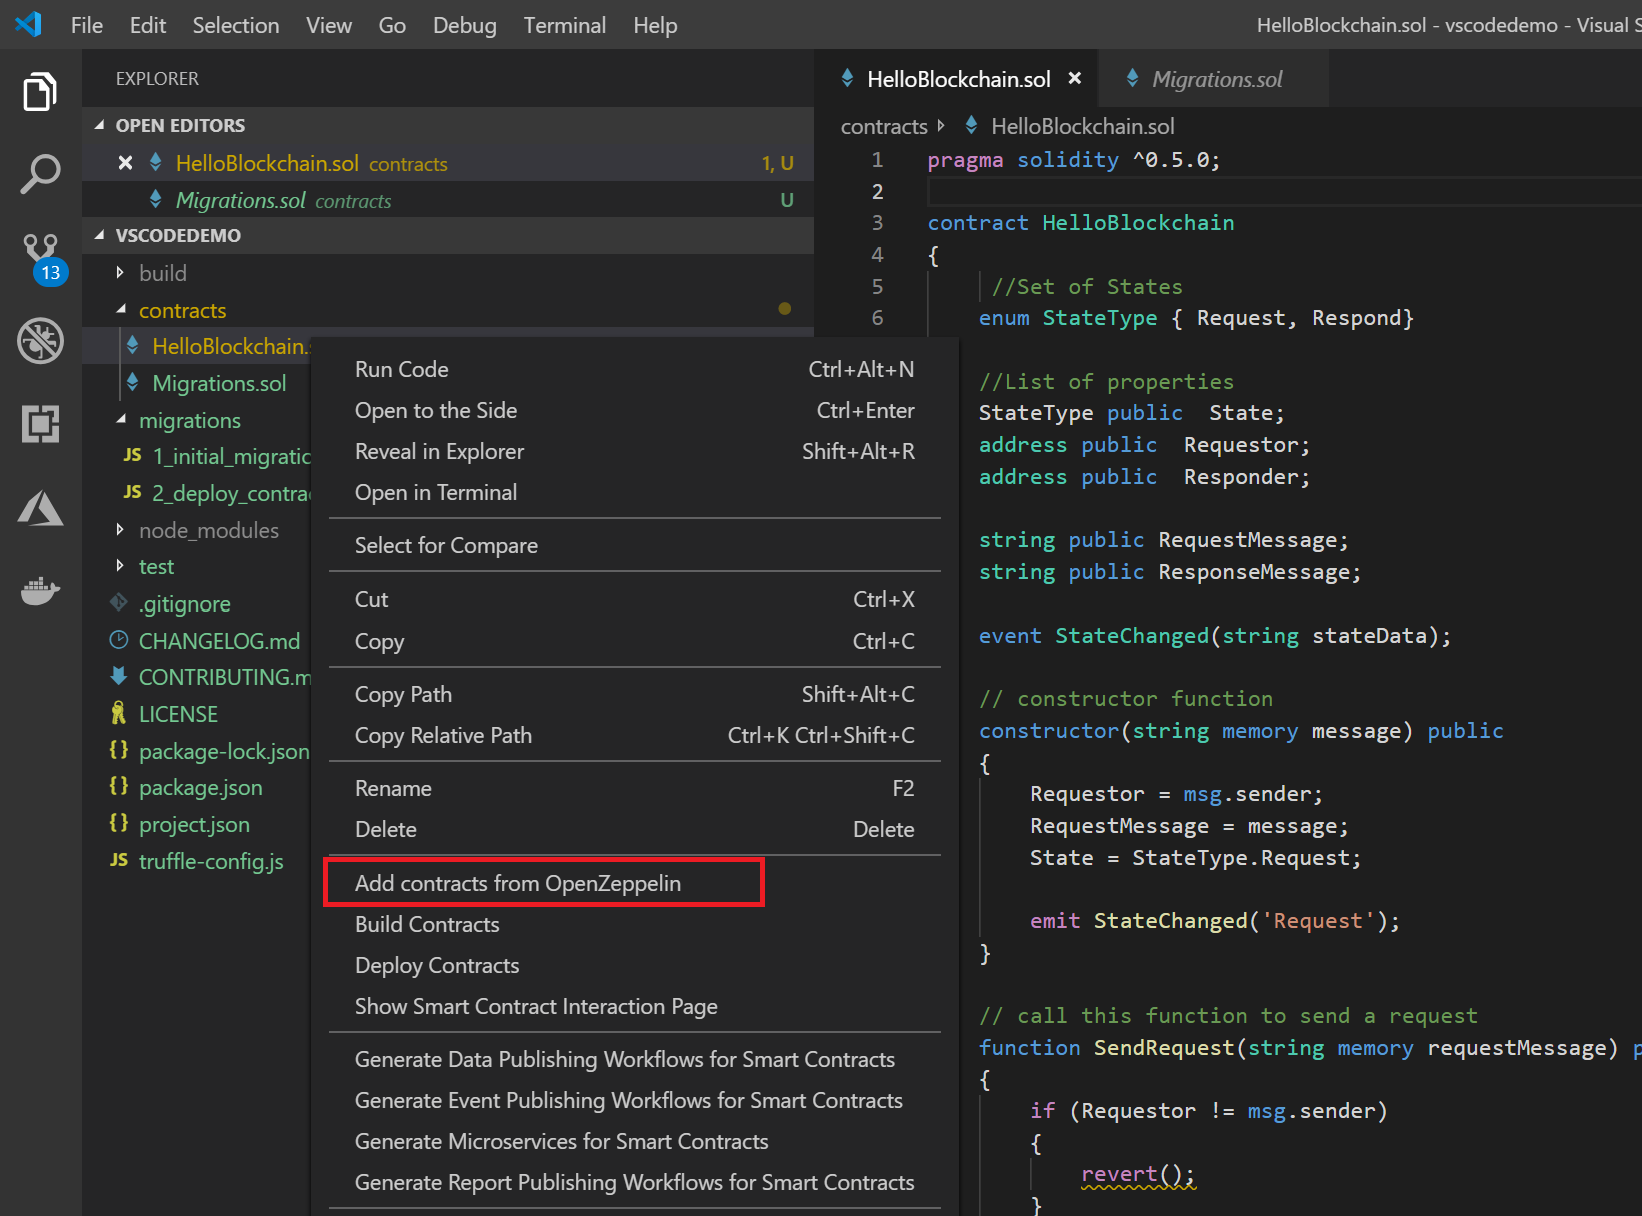 File Edit Selection View Go Debug Terminal Help
HelloBlockchain.sol - vscodedemo - Visual S
EXPLORER
OPEN EDITORS
HelloBlockchain.sol contracts 1, U
Migrations.sol contracts U
VSCODEDEMO
build
contracts
HelloBlockchain.s
Migrations.sol
migrations
JS 1_initial_migratic
JS 2_deploy_contra
node_modules
test
.gitignore
CHANGELOG.md
CONTRIBUTING.m
LICENSE
{} package-lock.json
{} package.json
{} project.json
JS truffle-config.js
13
Run Code Ctrl+Alt+N
Open to the Side Ctrl+Enter
Reveal in Explorer Shift+Alt+R
Open in Terminal
Select for Compare
Cut Ctrl+X
Copy Ctrl+C
Copy Path Shift+Alt+C
Copy Relative Path Ctrl+K Ctrl+Shift+C
Rename F2
Delete Delete
Add contracts from OpenZeppelin
Build Contracts
Deploy Contracts
Show Smart Contract Interaction Page
Generate Data Publishing Workflows for Smart Contracts
Generate Event Publishing Workflows for Smart Contracts
Generate Microservices for Smart Contracts
Generate Report Publishing Workflows for Smart Contracts
HelloBlockchain.sol
Migrations.sol
contracts HelloBlockchain.sol
1 pragma solidity ^0.5.0;
2
3 contract HelloBlockchain
4 {
5 //Set of States
6 enum StateType { Request, Respond}
//List of properties
StateType public State;
address public Requestor;
address public Responder;
string public RequestMessage;
string public ResponseMessage;
event StateChanged(string stateData);
// constructor function
constructor(string memory message) public
{
Requestor = msg.sender;
RequestMessage = message;
State = StateType.Request;
emit StateChanged('Request');
}
// call this function to send a request
function SendRequest(string memory requestMessage) p
{
if (Requestor != msg.sender)
{
revert();
}